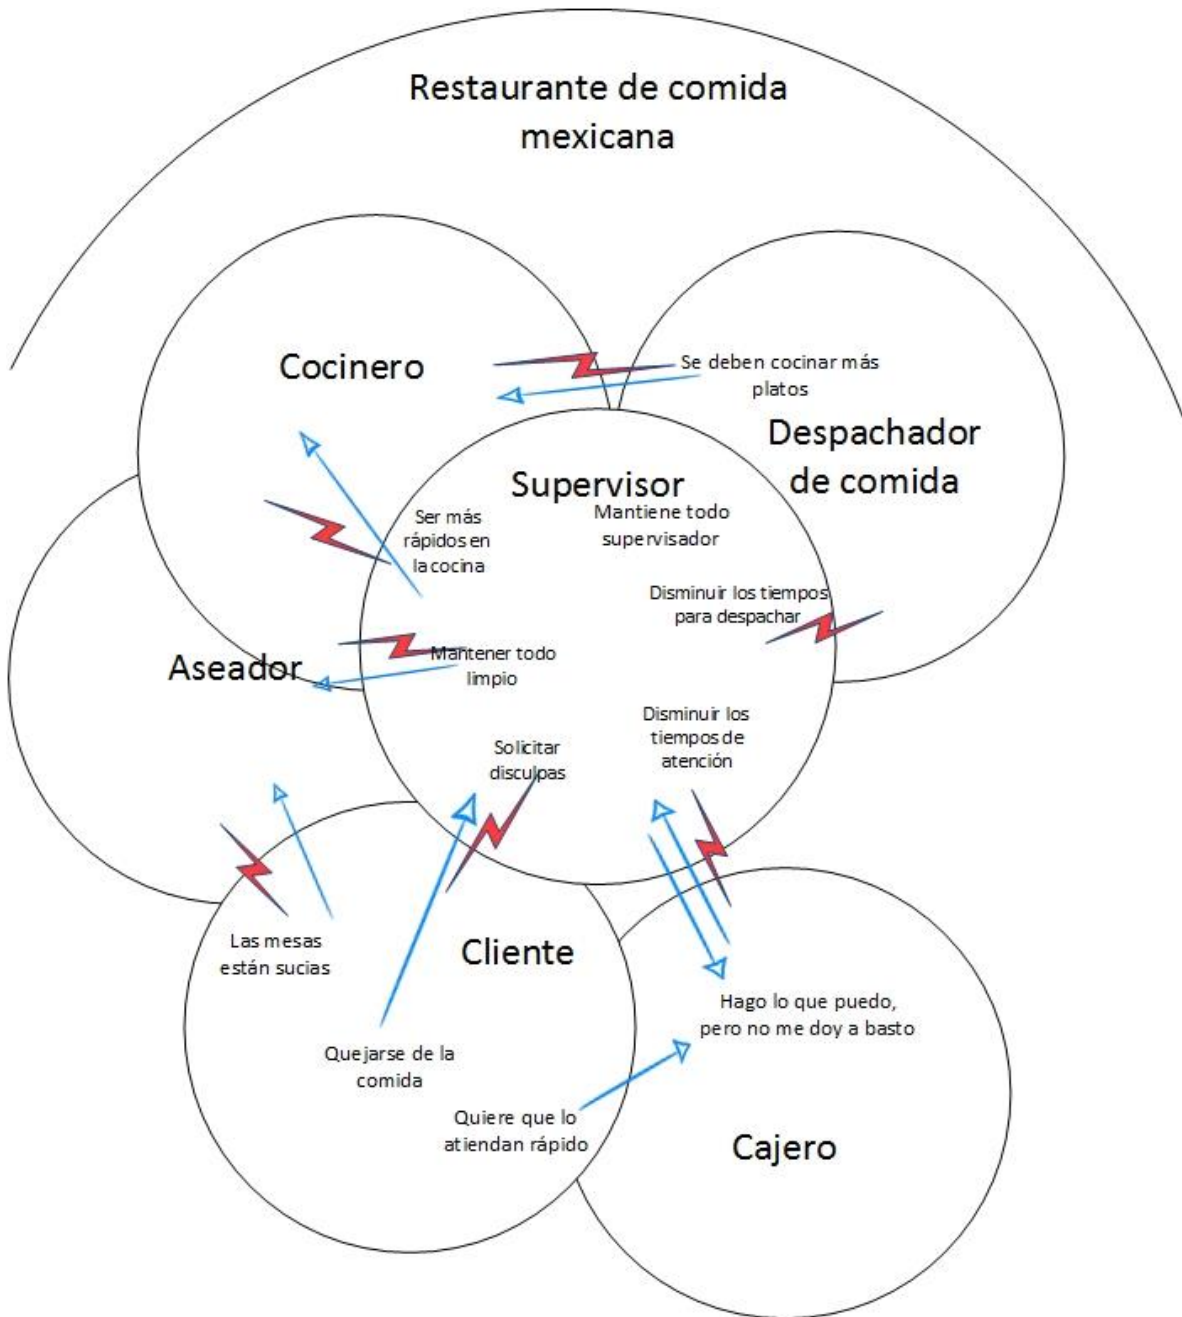 Restaurante de comida
mexicana
Cocinero
Se deben cocinar más
platos
Despachador
de comida
Supervisor
Mantiene todo
supervisador
Ser más
rápidos en
la cocina
Disminuir los tiempos
para despachar
Aseador
Mantener todo
limpio
Disminuir los
tiempos de
atención
Solicitar
disculpas
Las mesas
están sucias
Cliente
Hago lo que puedo,
pero no me doy a basto
Quejarse de la
comida
Quiere que lo
atiendan rápido
Cajero